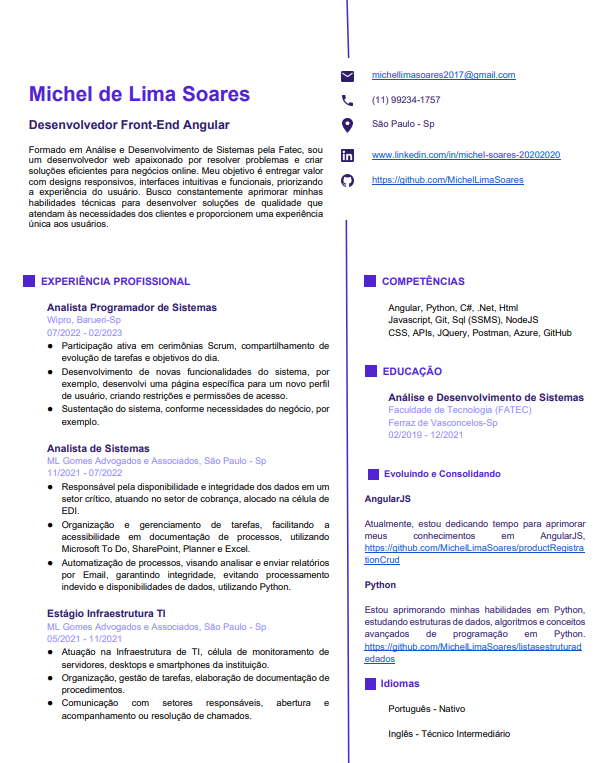 Michel de Lima Soares
Desenvolvedor Front-End Angular
Formado em Análise e Desenvolvimento de Sistemas pela Fatec, sou
um desenvolvedor web apaixonado por resolver problemas e criar
soluções eficientes para negócios online. Meu objetivo é entregar valor
com designs responsivos, interfaces intuitivas e funcionais, priorizando
a experiência do usuário. Busco constantemente aprimorar minhas
habilidades técnicas para desenvolver soluções de qualidade que
atendam às necessidades dos clientes e proporcionem uma experiência
única aos usuários.
michellimasoares2017@gmail.com
(11) 99234-1757
São Paulo - Sp
www.linkedin.com/in/michel-soares-20202020
https://github.com/MichelLimaSoares
EXPERIÊNCIA PROFISSIONAL
Analista Programador de Sistemas
Wipro, Barueri-Sp
07/2022 - 02/2023
● Participação ativa em cerimônias Scrum, compartilhamento de
evolução de tarefas e objetivos do dia.
● Desenvolvimento de novas funcionalidades do sistema, por
exemplo, desenvolvi uma página específica para um novo perfil
de usuário, criando restrições e permissões de acesso.
● Sustentação do sistema, conforme necessidades do negócio, por
exemplo.
Analista de Sistemas
ML Gomes Advogados e Associados, São Paulo - Sp
11/2021 - 07/2022
● Responsável pela disponibilidade e integridade dos dados em um
setor crítico, atuando no setor de cobrança, alocado na célula de
EDI.
● Organização e gerenciamento de tarefas, facilitando a
acessibilidade em documentação de processos, utilizando
Microsoft To Do, SharePoint, Planner e Excel.
● Automatização de processos, visando analisar e enviar relatórios
por Email, garantindo integridade, evitando processamento
indevido e disponibilidades de dados, utilizando Python.
Estágio Infraestrutura TI
ML Gomes Advogados e Associados, São Paulo - Sp
05/2021 - 11/2021
● Atuação na Infraestrutura de TI, célula de monitoramento de
servidores, desktops e smartphones da instituição.
● Organização, gestão de tarefas, elaboração de documentação de
procedimentos.
● Comunicação com setores responsáveis, abertura e
acompanhamento ou resolução de chamados.
COMPETÊNCIAS
Angular, Python, C#, .Net, Html
Javascript, Git, Sql (SSMS), NodeJS
CSS, APIs, JQuery, Postman, Azure, GitHub
EDUCAÇÃO
Análise e Desenvolvimento de Sistemas
Faculdade de Tecnologia (FATEC)
Ferraz de Vasconcelos-Sp
02/2019 - 12/2021
Evoluindo e Consolidando
AngularJS
Atualmente, estou dedicando tempo para aprimorar
meus conhecimentos em AngularJS,
https://github.com/MichelLimaSoares/productRegistra
tionCrud
Python
Estou aprimorando minhas habilidades em Python,
estudando estruturas de dados, algoritmos e conceitos
avançados de programação em Python.
https://github.com/MichelLimaSoares/listasestruturad
edados
Idiomas
Português - Nativo
Inglês - Técnico Intermediário